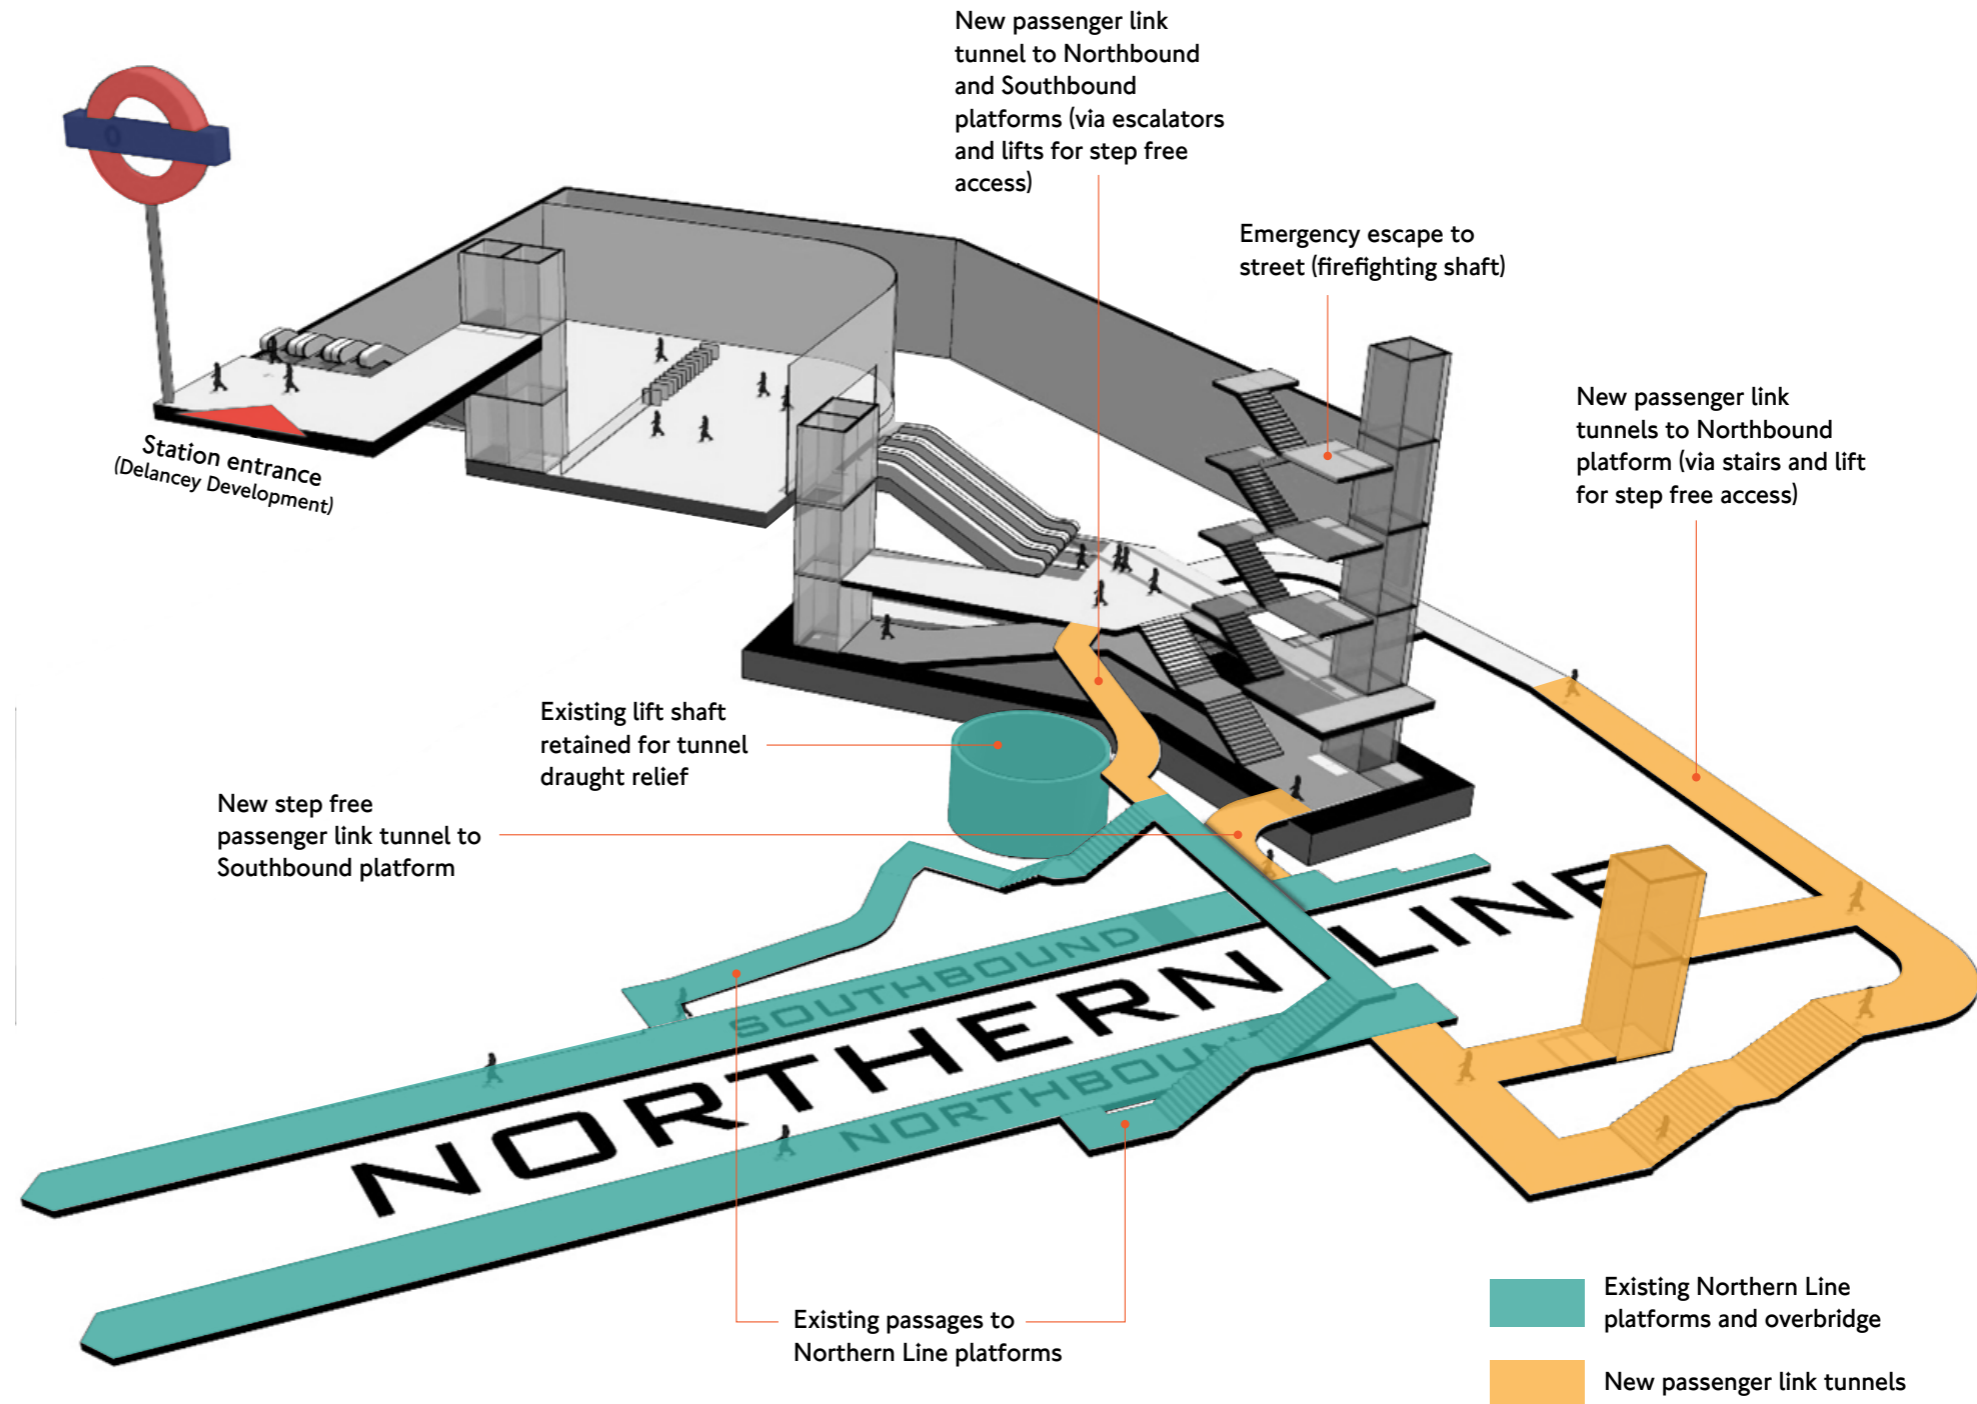 New passenger link
tunnel to Northbound
and Southbound
platforms (via escalators
and lifts for step free
access)
Emergency escape to
street (firefighting shaft)
New passenger link
tunnels to Northbound
platform (via stairs and lift
for step free access)
Station entrance
(Delancey Development)
Existing lift shaft
retained for tunnel
draught relief
New step free
passenger link tunnel to
Southbound platform
SOUTHBOUND
NORTHERN LINE
NORTHBOUND
Existing passages to
Northern Line platforms
Existing Northern Line
platforms and overbridge
New passenger link tunnels